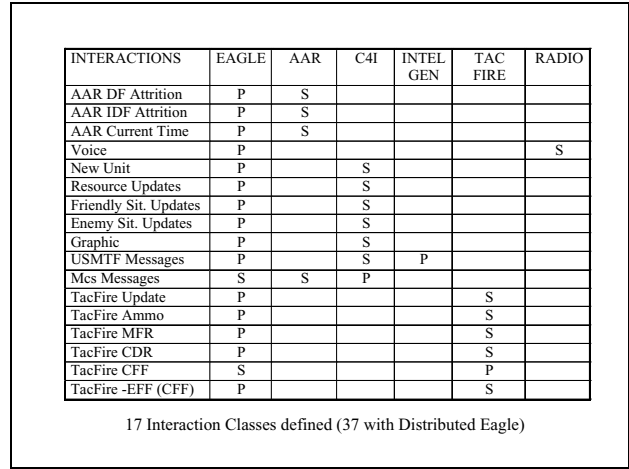 INTERACTIONS EAGLE AAR C4I INTEL GEN TAC FIRE RADIO
AAR DF Attrition P S
AAR IDF Attrition P S
AAR Current Time P S
Voice P S
New Unit P S
Resource Updates P S
Friendly Sit. Updates P S
Enemy Sit. Updates P S
Graphic P S
USMTF Messages P S P
Mcs Messages S S P
TacFire Update P S
TacFire Ammo P S
TacFire MFR P S
TacFire CDR P S
TacFire CFF S P
TacFire -EFF (CFF) P S
17 Interaction Classes defined (37 with Distributed Eagle)